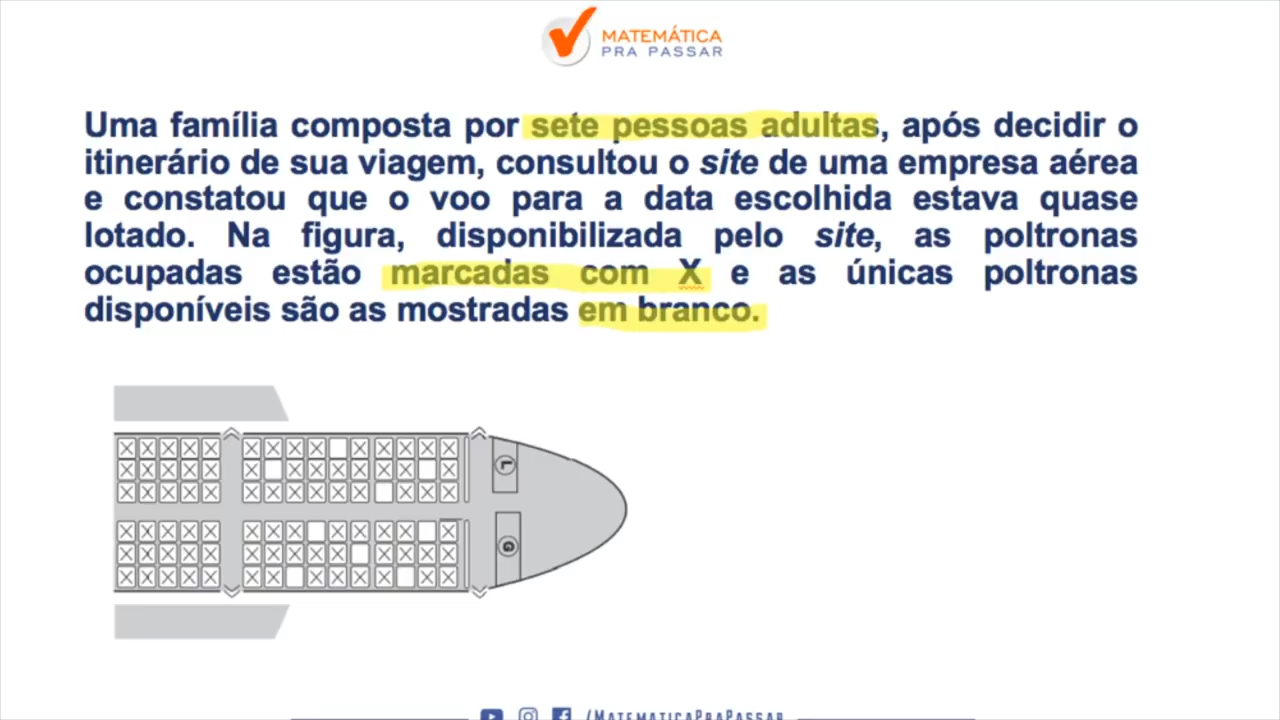 MATEMÁTICA
PRA PASSAR
Uma família composta por sete pessoas adultas, após decidir o
itinerário de sua viagem, consultou o site de uma empresa aérea
e constatou que o voo para a data escolhida estava quase
lotado. Na figura, disponibilizada pelo site, as poltronas
ocupadas estão marcadas com X e as únicas poltronas
disponíveis são as mostradas em branco.
L
G
/MATEMATICAPRAPASSAR